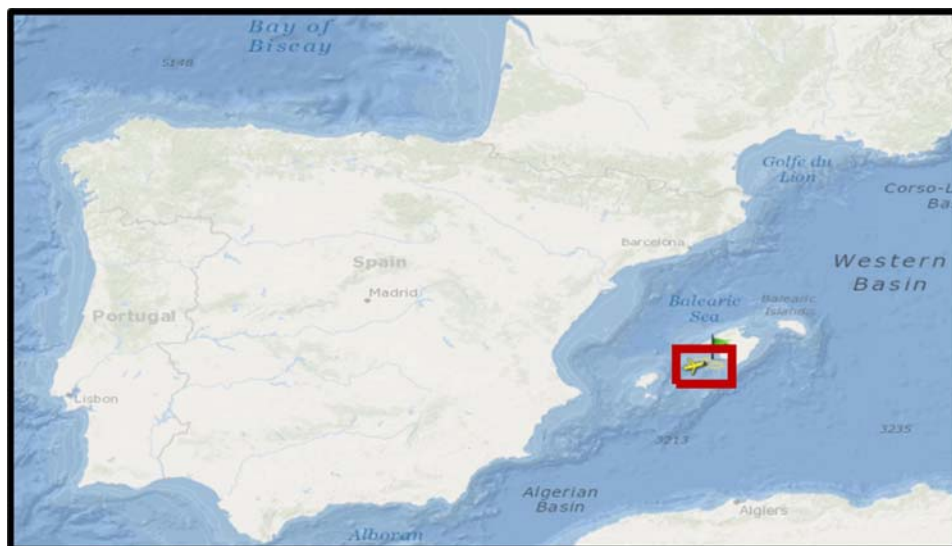 Bay of
Biscay
5148
Golfe du
Lion
Corso-L
Ba
Barcelona
Western
Basin
Spain
Madrid
Balearic
Sea
Balearic
Islands
Portugal
Lisbon
3213
3235
Algerian
Basin
Algiers
Alboran